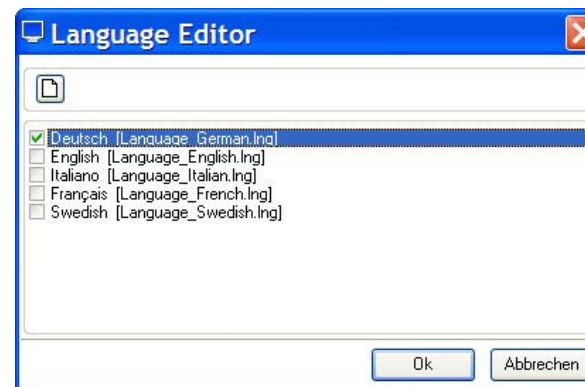 Language Editor
Deutsch [Language_German.lng]
English [Language_English.lng]
Italiano [Language_Italian.lng]
Français [Language_French.lng]
Swedish [Language_Swedish.lng]
Ok Abbrechen